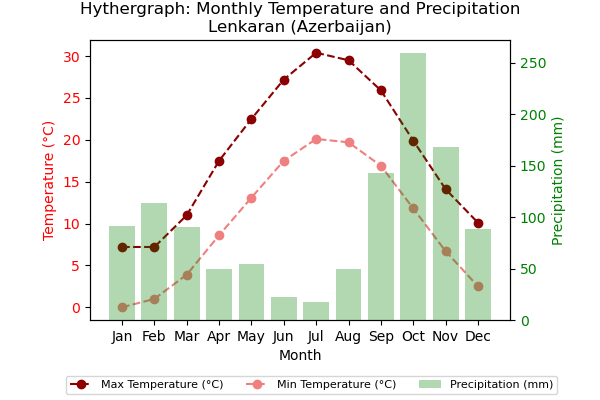 Hythergraph: Monthly Temperature and Precipitation
Lenkaran (Azerbaijan)
Temperature (°C)
30
25
20
15
10
5
0
Precipitation (mm)
250
200
150
100
50
0
Jan Feb Mar Apr May Jun Jul Aug Sep Oct Nov Dec
Month
Max Temperature (°C) Min Temperature (°C) Precipitation (mm)